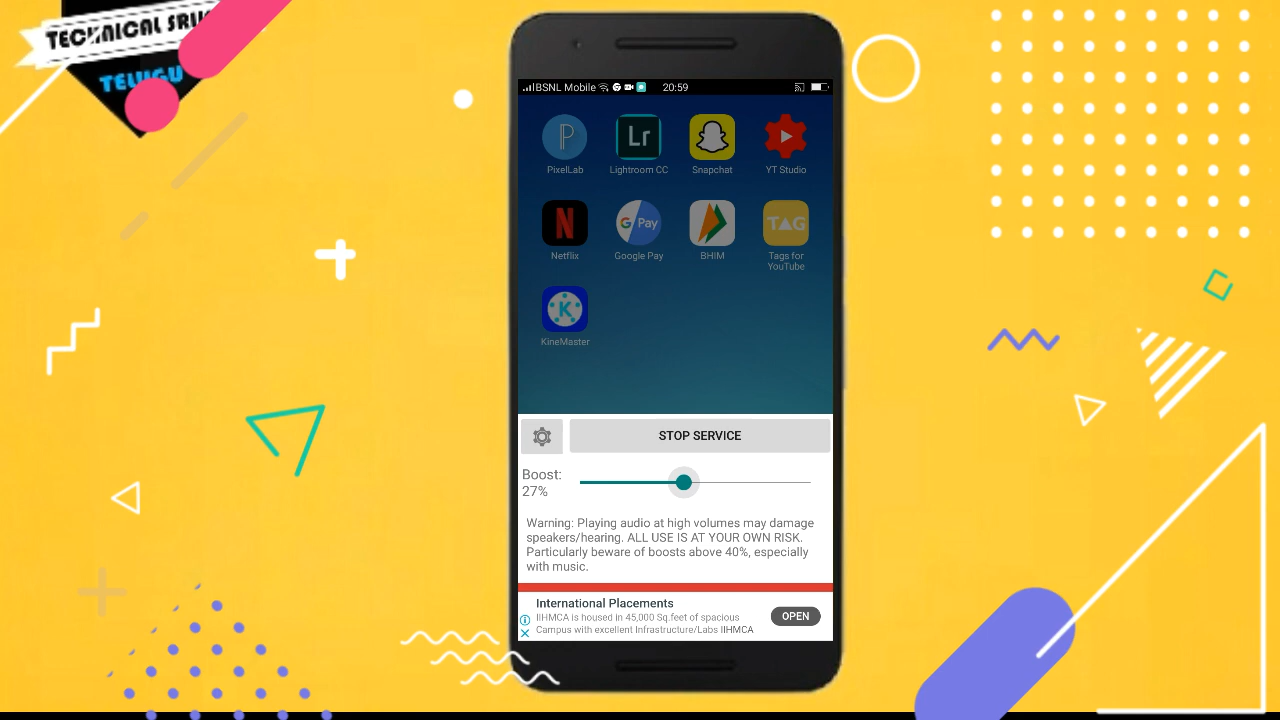 TECHNICAL
TELUGU
BSNL Mobile
20:59
PixelLab
Lr
Lightroom CC
Snapchat
YT Studio
N
Netflix
G Pay
Google Pay
BHIM
TAG
Tags for
YouTube
K
KineMaster
STOP SERVICE
Boost:
27%
Warning: Playing audio at high volumes may damage
speakers/hearing. ALL USE IS AT YOUR OWN RISK.
Particularly beware of boosts above 40%, especially
with music.
International Placements
IIHMCA is housed in 45,000 Sq.feet of spacious
Campus with excellent Infrastructure/Labs IIHMCA
OPEN